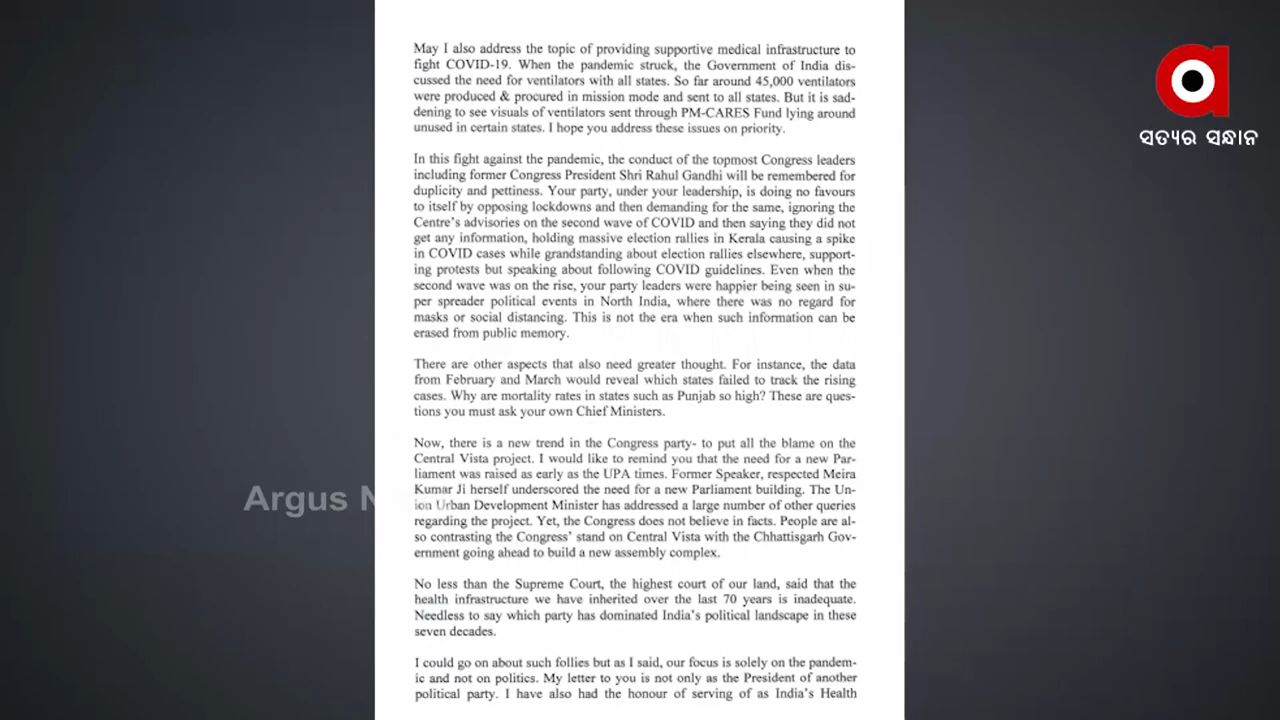 May I also address the topic of providing supportive medical infrastructure to
fight COVID-19. When the pandemic struck, the Government of India dis-
cussed the need for ventilators with all states. So far around 45,000 ventilators
were produced & procured in mission mode and sent to all states. But it is sad-
dening to see visuals of ventilators sent through PM-CARES Fund lying around
unused in certain states. I hope you address these issues on priority.
In this fight against the pandemic, the conduct of the topmost Congress leaders
including former Congress President Shri Rahul Gandhi will be remembered for
duplicity and pettiness. Your party, under your leadership, is doing no favours
to itself by opposing lockdowns and then demanding for the same, ignoring the
Centre's advisories on the second wave of COVID and then saying they did not
get any information, holding massive election rallies in Kerala causing a spike
in COVID cases while grandstanding about election rallies elsewhere, support-
ing protests but speaking about following COVID guidelines. Even when the
second wave was on the rise, your party leaders were happier being seen in su-
per spreader political events in North India, where there was no regard for
masks or social distancing. This is not the era when such information can be
erased from public memory.
There are other aspects that also need greater thought. For instance, the data
from February and March would reveal which states failed to track the rising
cases. Why are mortality rates in states such as Punjab so high? These are ques-
tions you must ask your own Chief Ministers.
Now, there is a new trend in the Congress party- to put all the blame on the
Central Vista project. I would like to remind you that the need for a new Par-
liament was raised as early as the UPA times. Former Speaker, respected Meira
Kumar Ji herself underscored the need for a new Parliament building. The Un-
ion Urban Development Minister has addressed a large number of other queries
regarding the project. Yet, the Congress does not believe in facts. People are al-
so contrasting the Congress' stand on Central Vista with the Chhattisgarh Gov-
ernment going ahead to build a new assembly complex.
No less than the Supreme Court, the highest court of our land, said that the
health infrastructure we have inherited over the last 70 years is inadequate.
Needless to say which party has dominated India's political landscape in these
seven decades.
I could go on about such follies but as I said, our focus is solely on the pandem-
ic and not on politics. My letter to you is not only as the President of another
political party. I have also had the honour of serving of as India's Health
ସତ୍ୟର ସନ୍ଧାନ
Argus N